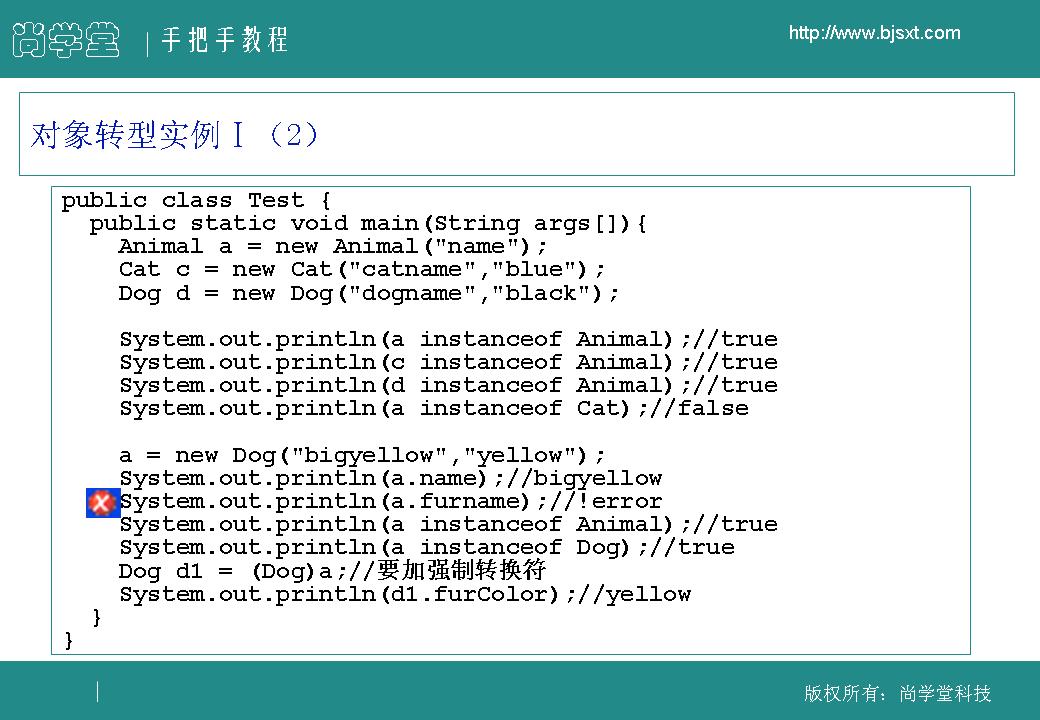 尚学堂 | 手把手教程
http://www.bjsxt.com
对象转型实例Ⅰ（2）
public class Test {
  public static void main(String args[]){
    Animal a = new Animal("name");
    Cat c = new Cat("catname","blue");
    Dog d = new Dog("dogname","black");
    System.out.println(a instanceof Animal);//true
    System.out.println(c instanceof Animal);//true
    System.out.println(d instanceof Animal);//true
    System.out.println(a instanceof Cat);//false
    a = new Dog("bigyellow","yellow");
    System.out.println(a.name);//bigyellow
    System.out.println(a.furname);//!error
    System.out.println(a instanceof Animal);//true
    System.out.println(a instanceof Dog);//true
    Dog d1 = (Dog)a;//要加强制转换符
    System.out.println(d1.furColor);//yellow
  }
}
版权所有：尚学堂科技